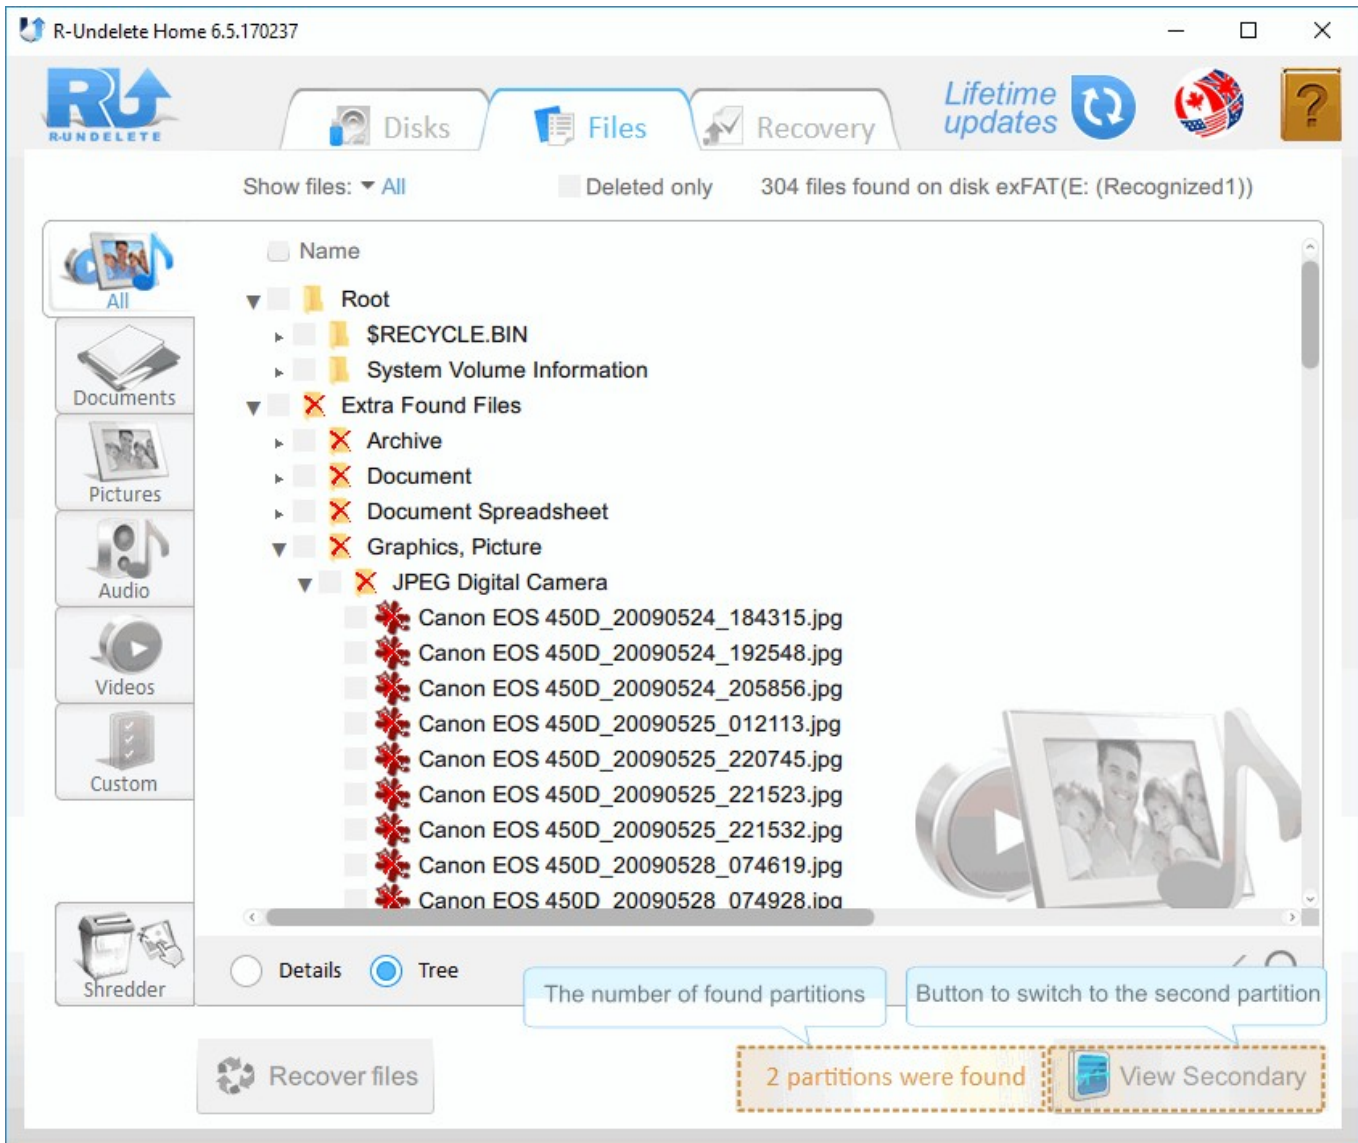 R-Undelete Home 6.5.170237
RU
R-UNDELETE
Disks
Files
Recovery
Lifetime
updates
?
Show files: All
Deleted only
304 files found on disk exFAT(E: (Recognized1))
All
Documents
Pictures
Audio
Videos
Custom
Shredder
Name
Root
$RECYCLE.BIN
System Volume Information
Extra Found Files
Archive
Document
Document Spreadsheet
Graphics, Picture
JPEG Digital Camera
Canon EOS 450D_20090524_184315.jpg
Canon EOS 450D_20090524_192548.jpg
Canon EOS 450D_20090524_205856.jpg
Canon EOS 450D_20090525_012113.jpg
Canon EOS 450D_20090525_220745.jpg
Canon EOS 450D_20090525_221523.jpg
Canon EOS 450D_20090525_221532.jpg
Canon EOS 450D_20090528_074619.jpg
Canon EOS 450D_20090528_074928.jpg
Details
Tree
The number of found partitions
Button to switch to the second partition
Recover files
2 partitions were found
View Secondary